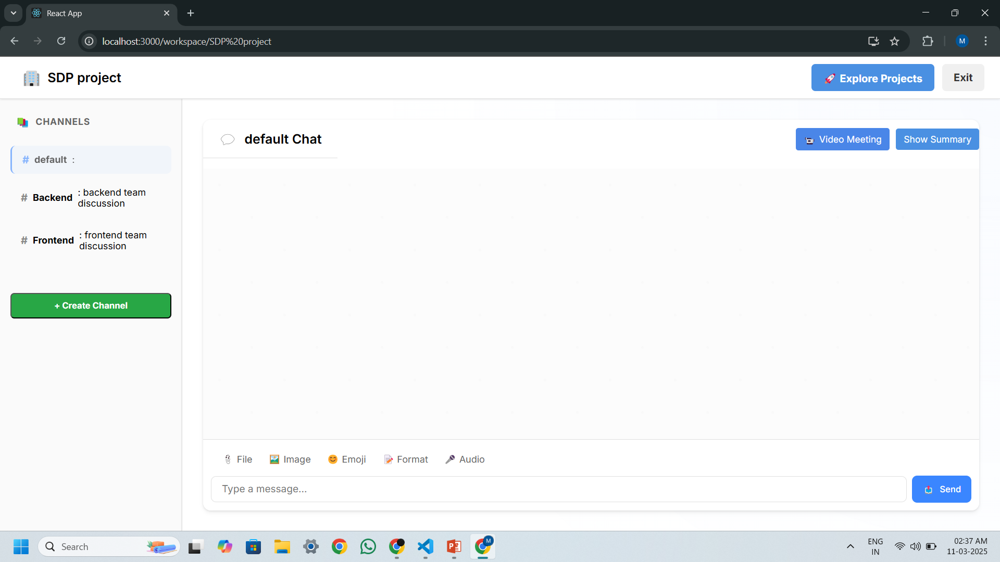 React App
localhost:3000/workspace/SDP%20project
M
SDP project
🚀 Explore Projects
Exit
CHANNELS
# default :
# Backend : backend team
discussion
# Frontend : frontend team
discussion
+ Create Channel
default Chat
Video Meeting
Show Summary
File
Image
Emoji
Format
Audio
Type a message...
Send
Search
M
ENG
IN
02:37 AM
11-03-2025